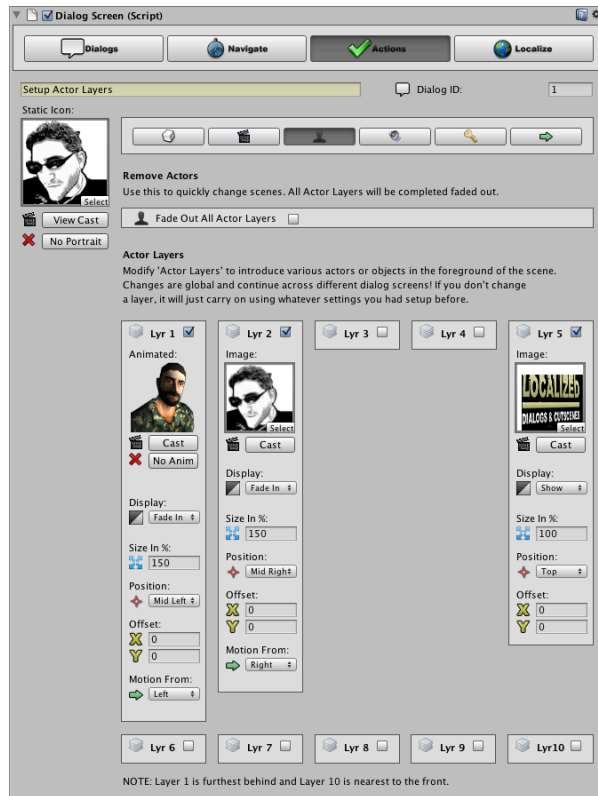 Dialog Screen (Script)
Dialogs
Navigate
Actions
Localize
Setup Actor Layers
Dialog ID:
1
Static Icon:
Select
View Cast
No Portrait
Remove Actors
Use this to quickly change scenes. All Actor Layers will be completed faded out.
Fade Out All Actor Layers
Actor Layers
Modify 'Actor Layers' to introduce various actors or objects in the foreground of the scene.
Changes are global and continue across different dialog screens! If you don't change
a layer, it will just carry on using whatever settings you had setup before.
Lyr 1
Animated:
Cast
No Anim
Display:
Fade In
Size In %:
150
Position:
Mid Left
Offset:
X 0
Y 0
Motion From:
Left
Lyr 2
Image:
Select
Cast
Display:
Fade In
Size In %:
150
Position:
Mid Righ
Offset:
X 0
Y 0
Motion From:
Right
Lyr 3
Lyr 4
Lyr 5
Image:
LOCALIZED
DIALOGS & CUTSCENES
Select
Cast
Display:
Show
Size In %:
100
Position:
Top
Offset:
X 0
Y 0
Lyr 6
Lyr 7
Lyr 8
Lyr 9
Lyr10
NOTE: Layer 1 is furthest behind and Layer 10 is nearest to the front.